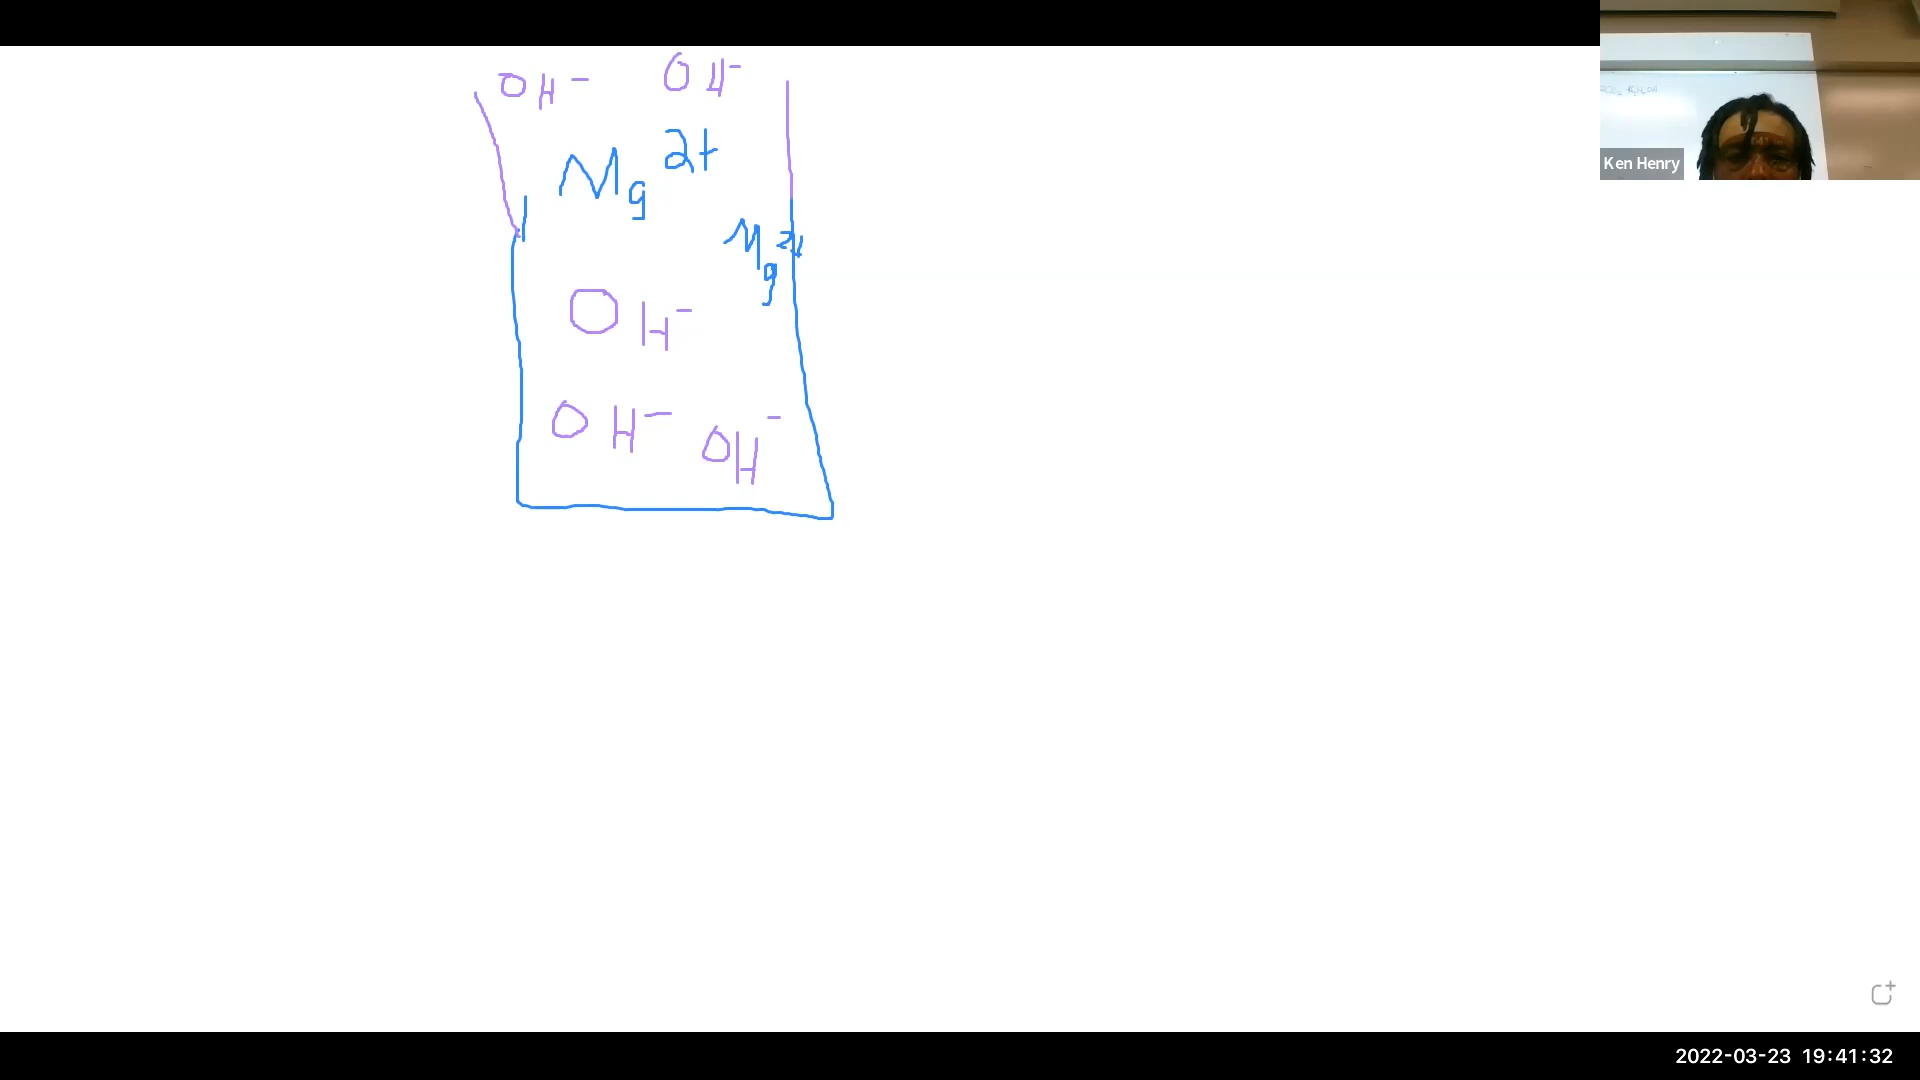 OH⁻ OH⁻
Mg²⁺
Mg²⁺
OH⁻
OH⁻ OH⁻
Ken Henry
2022-03-23 19:41:32